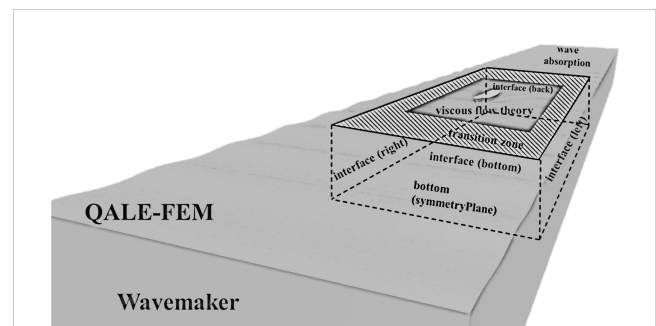 wave
absorption
interface (back)
viscous flow theory
transition zone
interface (right)
interface (bottom)
interface (left)
bottom
(symmetryPlane)
QALE-FEM
Wavemaker